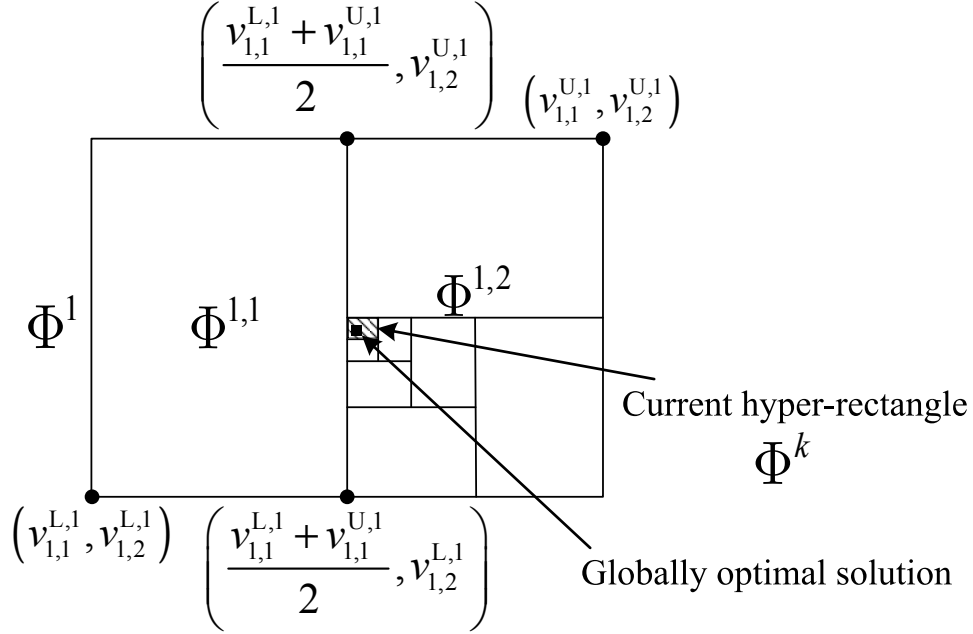 (\frac{v_{1,1}^{L,1} + v_{1,1}^{U,1}}{2}, v_{1,2}^{U,1})
(v_{1,1}^{U,1}, v_{1,2}^{U,1})
Φ^{1,2}
Φ^1
Φ^{1,1}
Current hyper-rectangle
Φ^k
(v_{1,1}^{L,1}, v_{1,2}^{L,1})
(\frac{v_{1,1}^{L,1} + v_{1,1}^{U,1}}{2}, v_{1,2}^{L,1})
Globally optimal solution